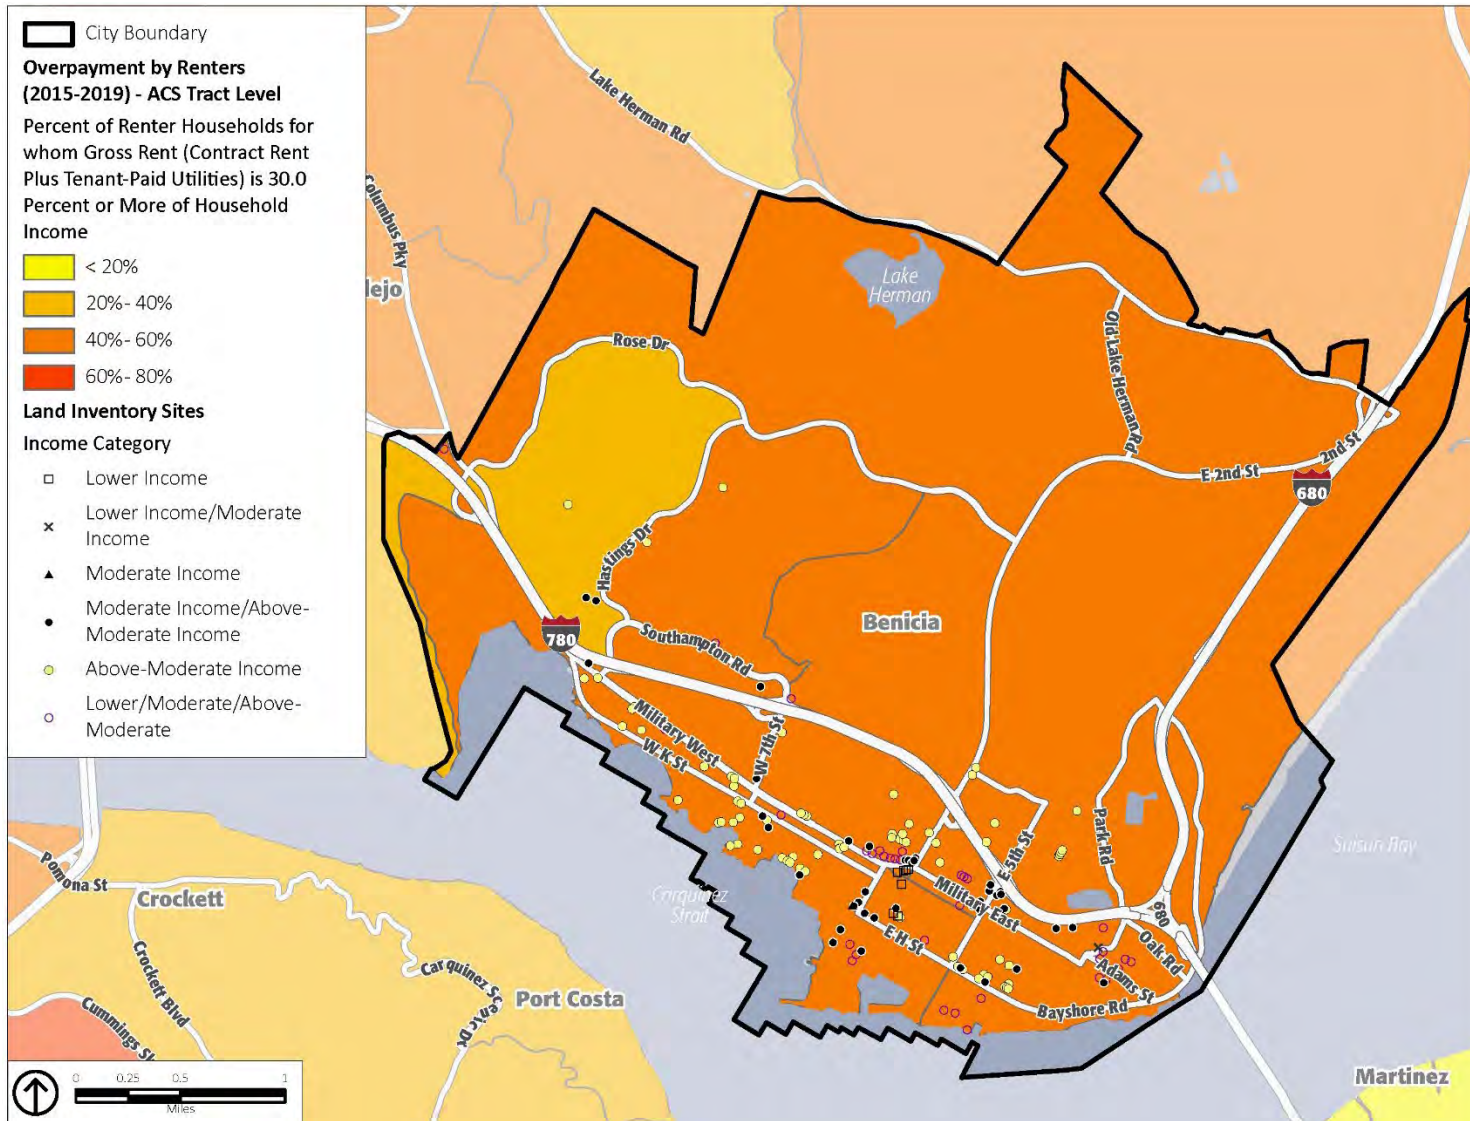 City Boundary
Overpayment by Renters
(2015-2019) - ACS Tract Level
Percent of Renter Households for
whom Gross Rent (Contract Rent
Plus Tenant-Paid Utilities) is 30.0
Percent or More of Household
Income
< 20%
20%- 40%
40%- 60%
60%- 80%
Land Inventory Sites
Income Category
Lower Income
Lower Income/Moderate
Income
Moderate Income
Moderate Income/Above-
Moderate Income
Above-Moderate Income
Lower/Moderate/Above-
Moderate
Lake Herman Rd
Columbus Pky
lejo
Lake
Herman
Rose Dr
Old Lake Herman Rd
E 2nd St
2nd St
680
Hastings Dr
Benicia
780
Southampton Rd
Military West
W K St
W 7th St
E 5th St
Park Rd
Military East
E H St
Adams St
Oak Rd
680
Bayshore Rd
Suisun Bay
Carquinez
Strait
Pomona St
Crockett
Crockett Blvd
Carquinez Scenic Dr
Port Costa
Cummings Sk
Martinez
0 0.25 0.5 1
Miles